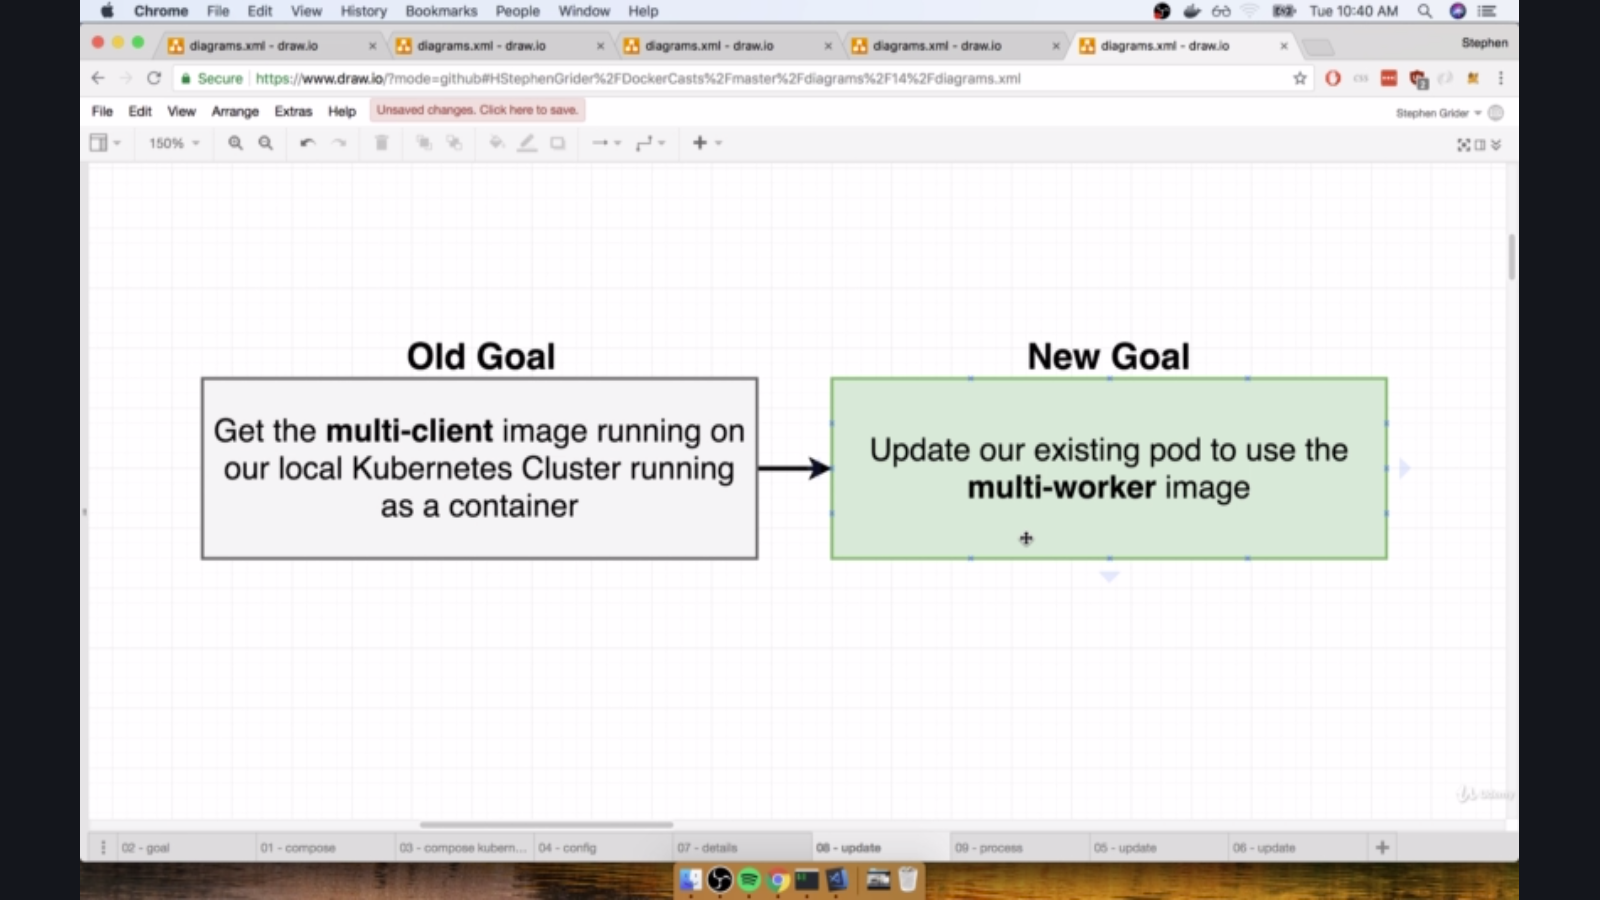 Chrome File Edit View History Bookmarks People Window Help Tue 10:40 AM
diagrams.xml - draw.io diagrams.xml - draw.io diagrams.xml - draw.io diagrams.xml - draw.io diagrams.xml - draw.io Stephen
Secure https://www.draw.io/?mode=github#HStephenGrider%2FDockerCasts%2Fmaster%2Fdiagrams%2F14%2Fdiagrams.xml
File Edit View Arrange Extras Help Unsaved changes. Click here to save. Stephen Grider
150%
Old Goal
Get the multi-client image running on
our local Kubernetes Cluster running
as a container
New Goal
Update our existing pod to use the
multi-worker image
Udemy
02 - goal 01 - compose 03 - compose kubern... 04 - config 07 - details 08 - update 09 - process 05 - update 06 - update